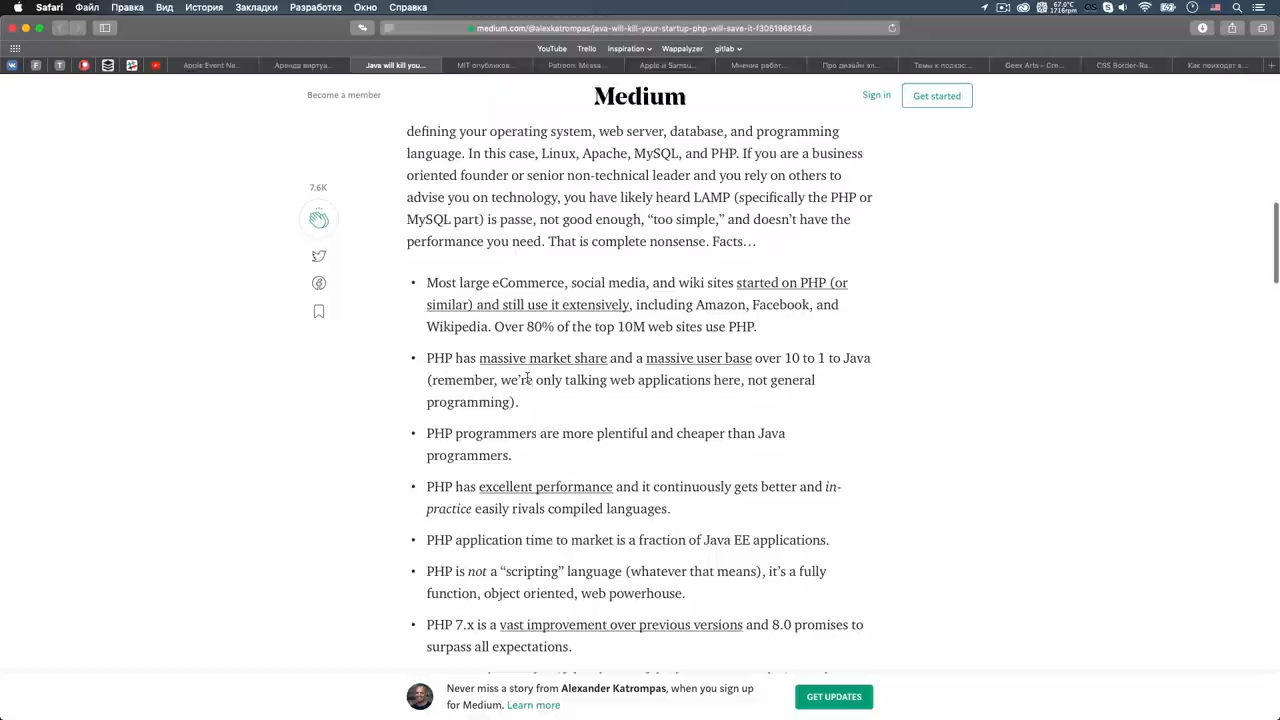 Safari Файл Правка Вид История Закладки Разработка Окно Справка
67.0°C
1716rpm
medium.com/@alexkatrompas/java-will-kill-your-startup-php-will-save-it-f3051968145d
YouTube Trello inspiration Wappalyzer gitlab
Apple Event Ne... Аренда вирту... Java will kill you... MIT опубликов... Patreon: Messa... Apple и Samsu... Мнения работ... Про дизайн эл... Темы к подкас... Geex Arts – Cre... CSS Border-Ra... Как приходят в...
Become a member
Medium
Sign in
Get started
defining your operating system, web server, database, and programming
language. In this case, Linux, Apache, MySQL, and PHP. If you are a business
oriented founder or senior non-technical leader and you rely on others to
advise you on technology, you have likely heard LAMP (specifically the PHP or
MySQL part) is passe, not good enough, “too simple,” and doesn’t have the
performance you need. That is complete nonsense. Facts…
7.6K
• Most large eCommerce, social media, and wiki sites started on PHP (or
similar) and still use it extensively, including Amazon, Facebook, and
Wikipedia. Over 80% of the top 10M web sites use PHP.
• PHP has massive market share and a massive user base over 10 to 1 to Java
(remember, we’re only talking web applications here, not general
programming).
• PHP programmers are more plentiful and cheaper than Java
programmers.
• PHP has excellent performance and it continuously gets better and in-
practice easily rivals compiled languages.
• PHP application time to market is a fraction of Java EE applications.
• PHP is not a “scripting” language (whatever that means), it’s a fully
function, object oriented, web powerhouse.
• PHP 7.x is a vast improvement over previous versions and 8.0 promises to
surpass all expectations.
Never miss a story from Alexander Katrompas, when you sign up
for Medium. Learn more
GET UPDATES